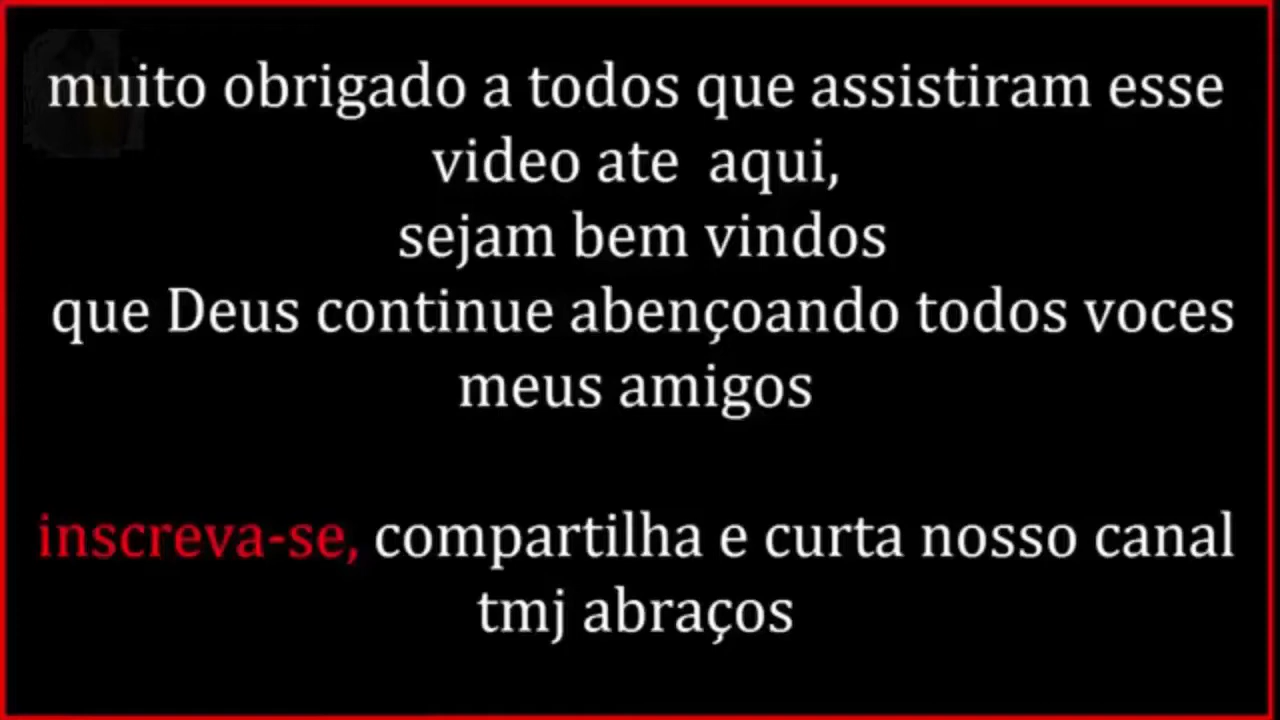 muito obrigado a todos que assistiram esse
video ate aqui,
sejam bem vindos
que Deus continue abençoando todos voces
meus amigos
inscreva-se, compartilha e curta nosso canal
tmj abraços